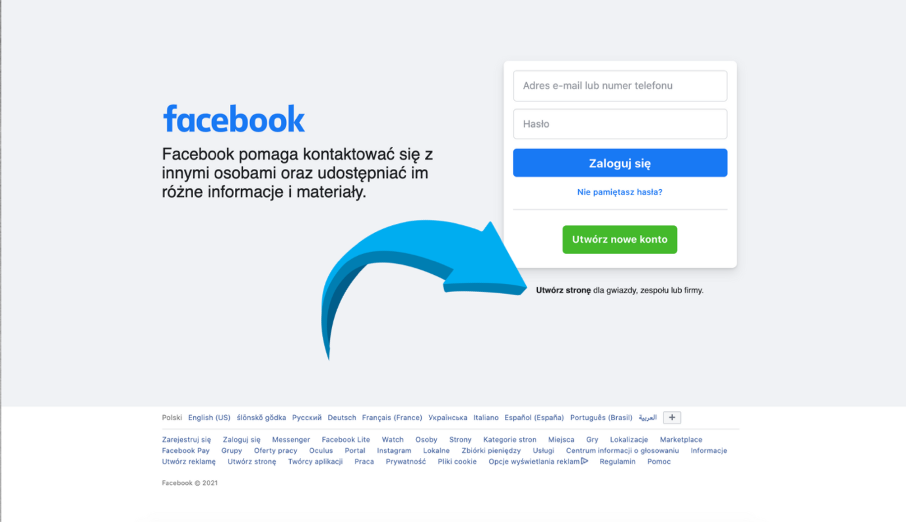 facebook
Facebook pomaga kontaktować się z
innymi osobami oraz udostępniać im
różne informacje i materiały.
Adres e-mail lub numer telefonu
Hasło
Zaloguj się
Nie pamiętasz hasła?
Utwórz nowe konto
Utwórz stronę dla gwiazdy, zespołu lub firmy.
Polski English (US) ślōnskŏ gŏdka Русский Deutsch Français (France) Українська Italiano Español (España) Português (Brasil) العربية +
Zarejestruj się Zaloguj się Messenger Facebook Lite Watch Osoby Strony Kategorie stron Miejsca Gry Lokalizacje Marketplace
Facebook Pay Grupy Oferty pracy Oculus Portal Instagram Lokalne Zbiórki pieniędzy Usługi Centrum informacji o głosowaniu Informacje
Utwórz reklamę Utwórz stronę Twórcy aplikacji Praca Prywatność Pliki cookie Opcje wyświetlania reklam Regulamin Pomoc
Facebook © 2021